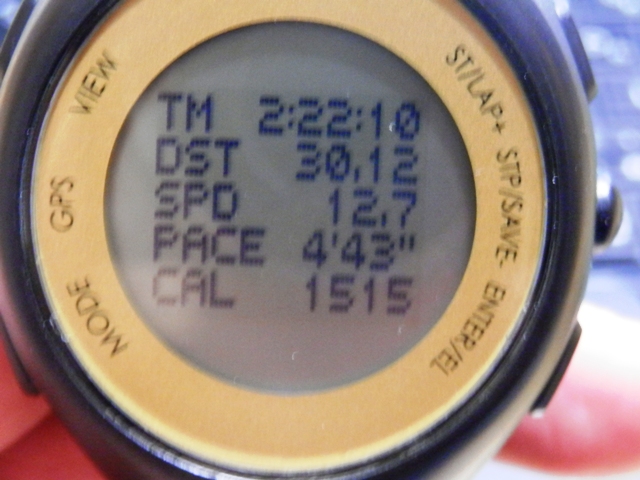 TM 2:22:10
DST 30.12
SPD 12.7
PACE 4'43"
CAL 1515
VIEW
GPS
MODE
ST/LAP+
STP/SAVE-
ENTER/EL